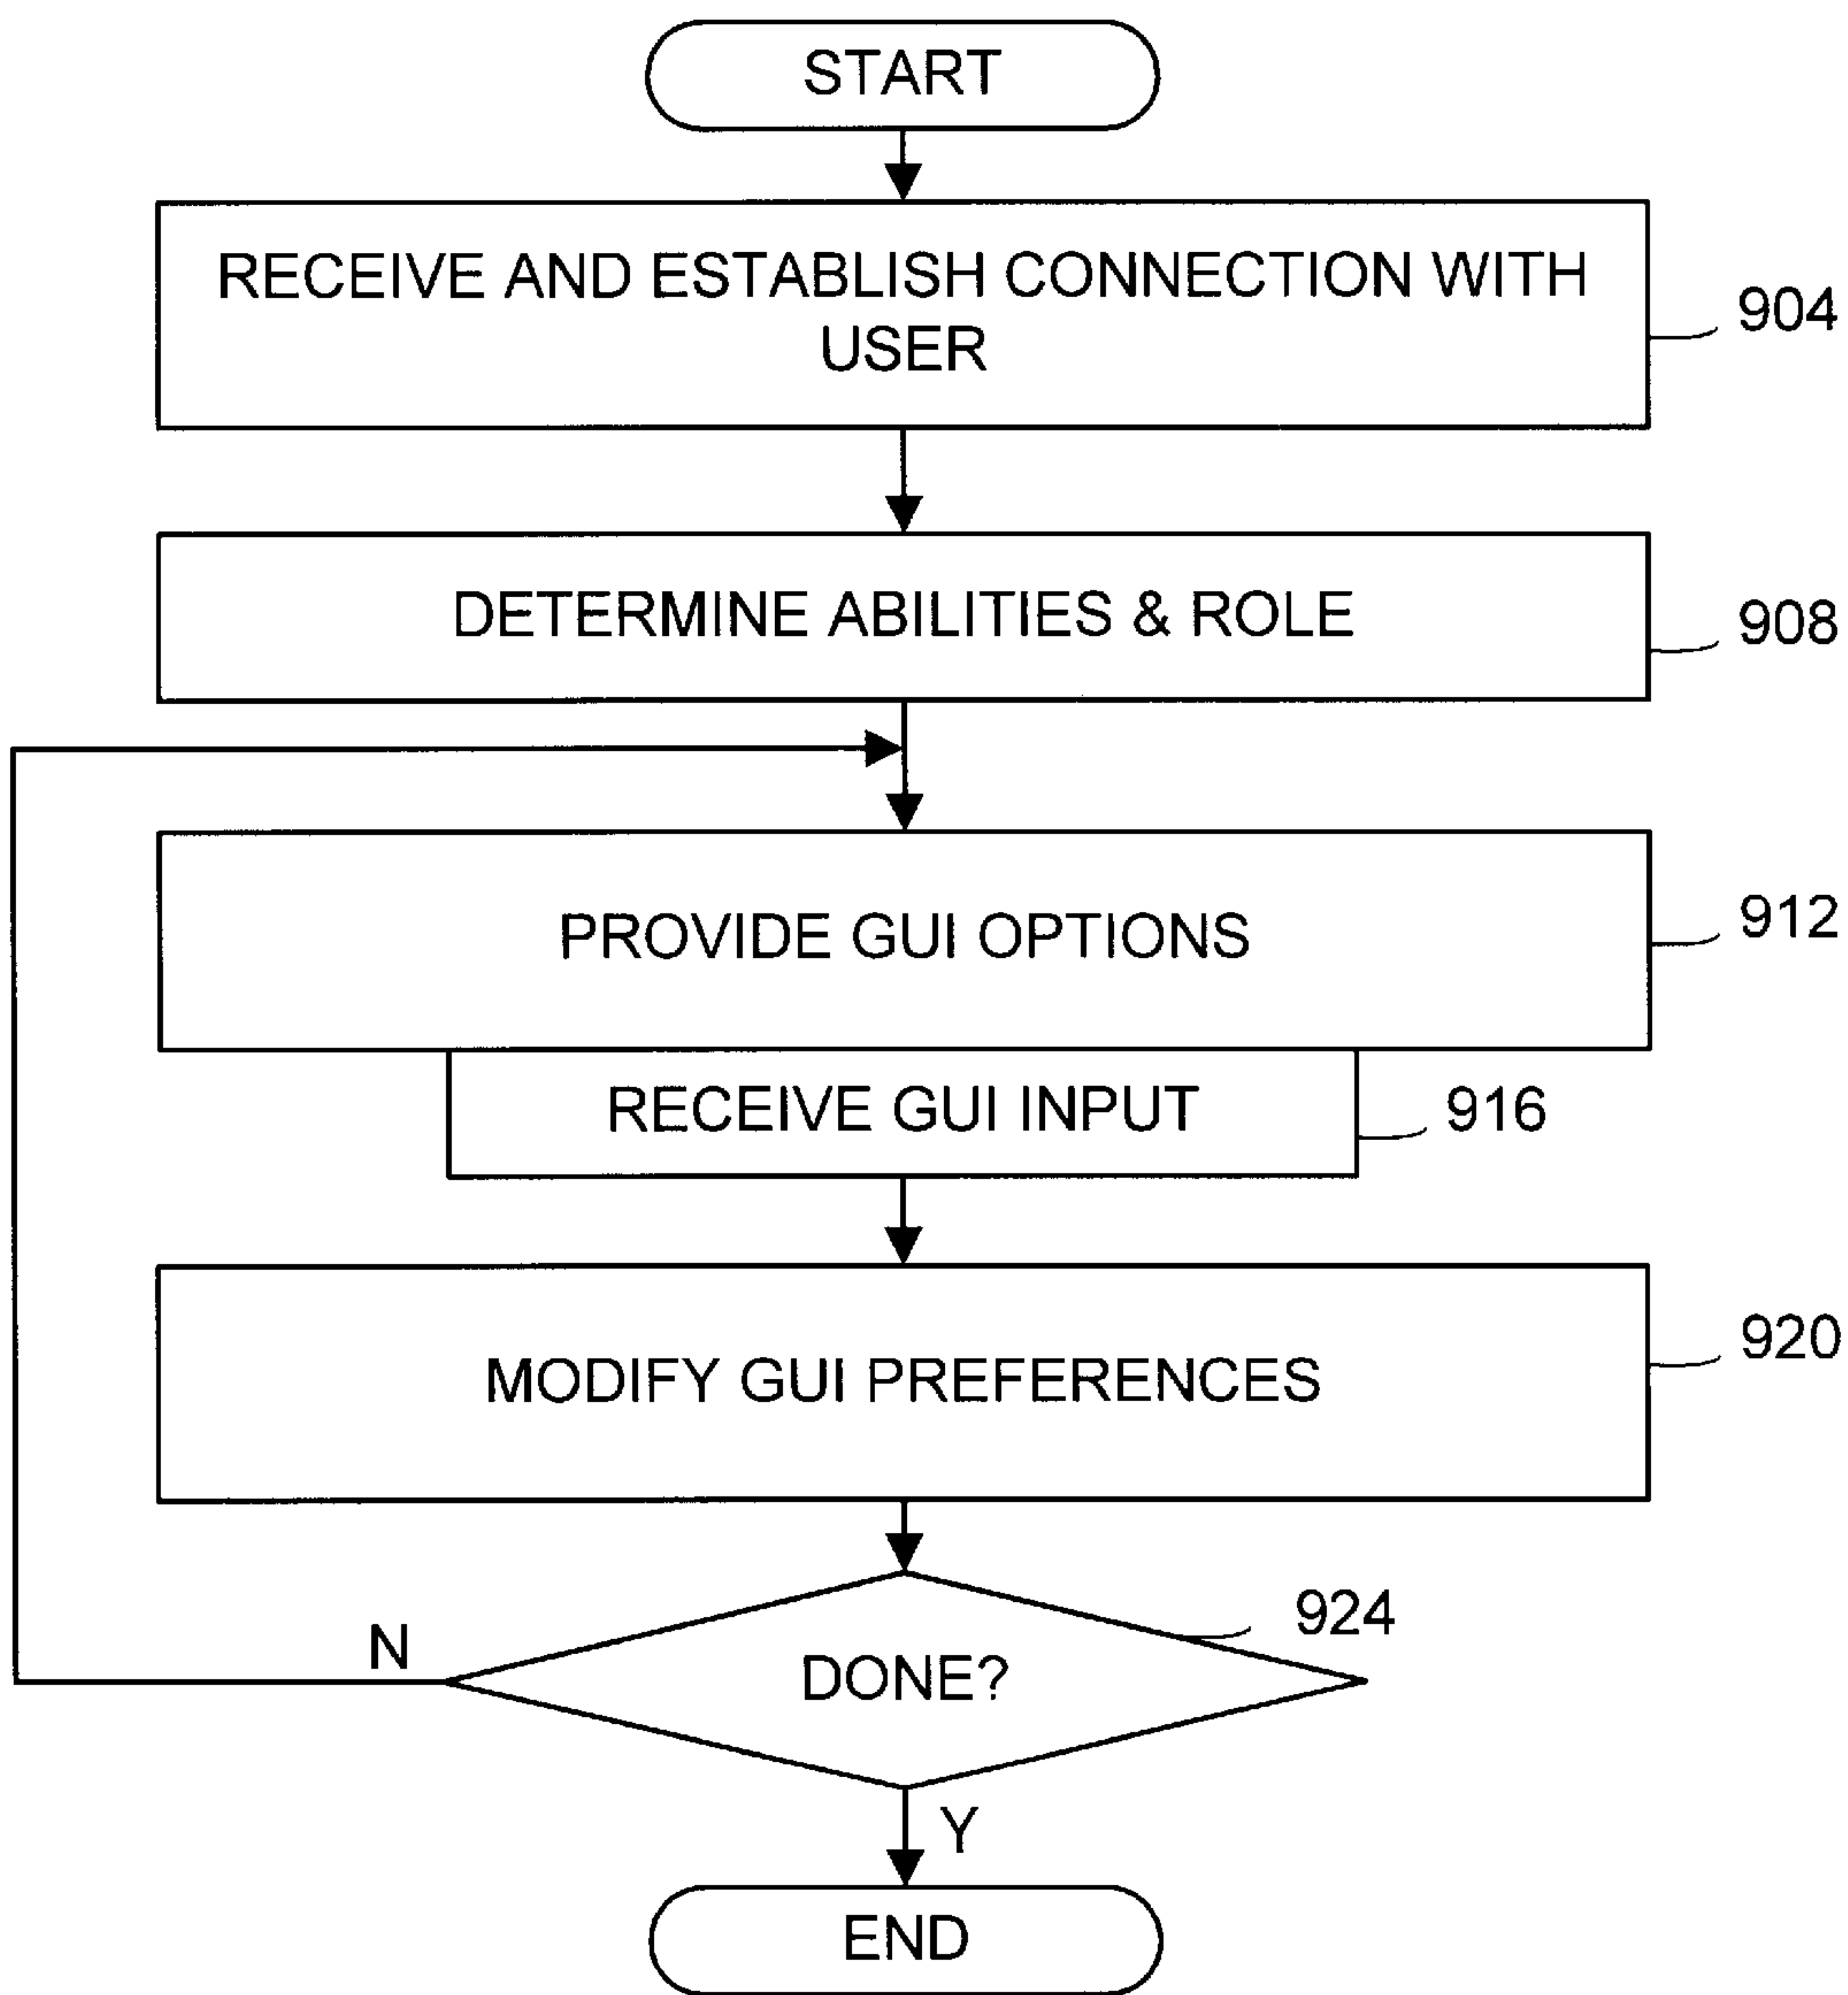 START
RECEIVE AND ESTABLISH CONNECTION WITH
USER
904
DETERMINE ABILITIES & ROLE
908
PROVIDE GUI OPTIONS
912
RECEIVE GUI INPUT
916
MODIFY GUI PREFERENCES
920
924
N
DONE?
Y
END